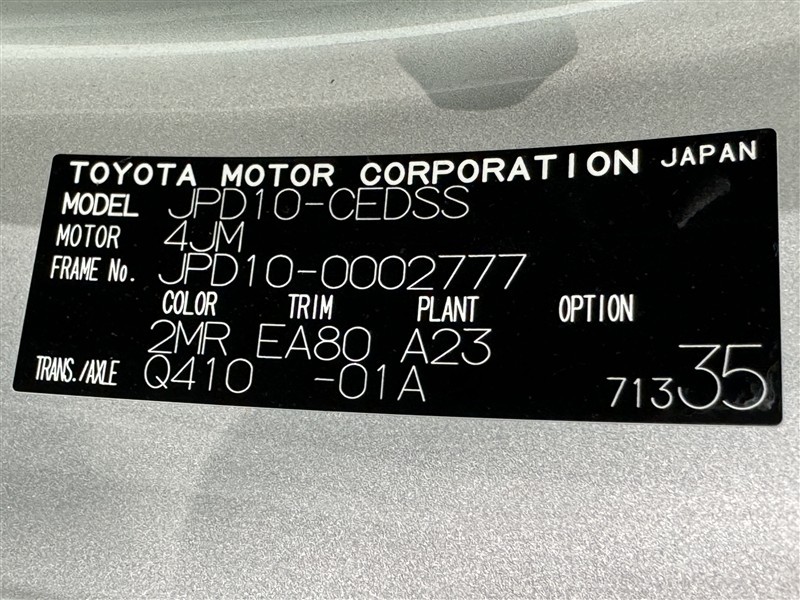 TOYOTA MOTOR CORPORATION JAPAN
MODEL JPD10-CEDSS
MOTOR 4JM
FRAME No. JPD10-0002777
COLOR TRIM PLANT OPTION
2MR EA80 A23
TRANS./AXLE Q410 -01A 71335